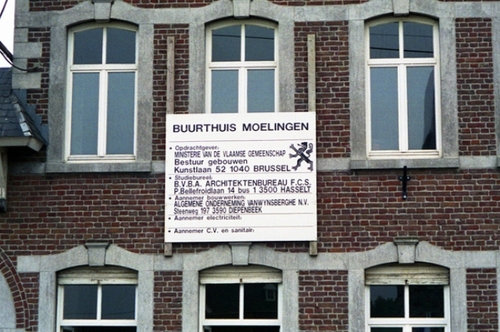 BUURTHUIS MOELINGEN
• Opdrachtgever:
MINISTERIE VAN DE VLAAMSE GEMEENSCHAP
Bestuur gebouwen
Kunstlaan 52 1040 BRUSSEL
• Studiebureel:
B.V.B.A. ARCHITEKTENBUREAU F.C.S.
P.Bellefroidlaan 14 bus 1 3500 HASSELT
• Aannemer bouwwerken:
ALGEMENE ONDERNEMING VANWYNSBERGHE N.V.
Steenweg 197 3590 DIEPENBEEK
• Aannemer electriciteit:
• Aannemer C.V. en sanitair: